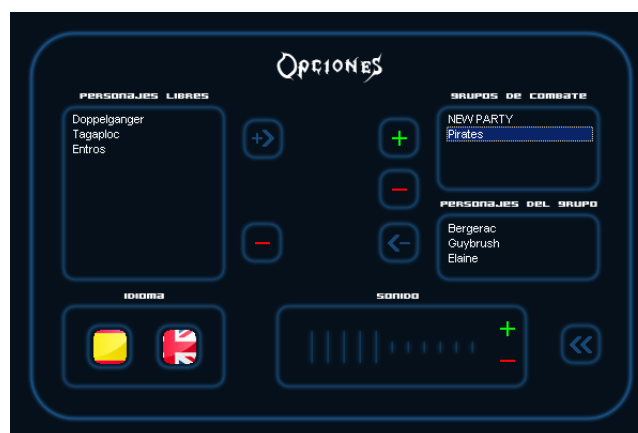 OPCIONES
PERSONAJES LIBRES
Doppelganger
Tagaploc
Entros
GRUPOS DE COMBATE
NEW PARTY
Pirates
PERSONAJES DEL GRUPO
Bergerac
Guybrush
Elaine
IDIOMA
SONIDO